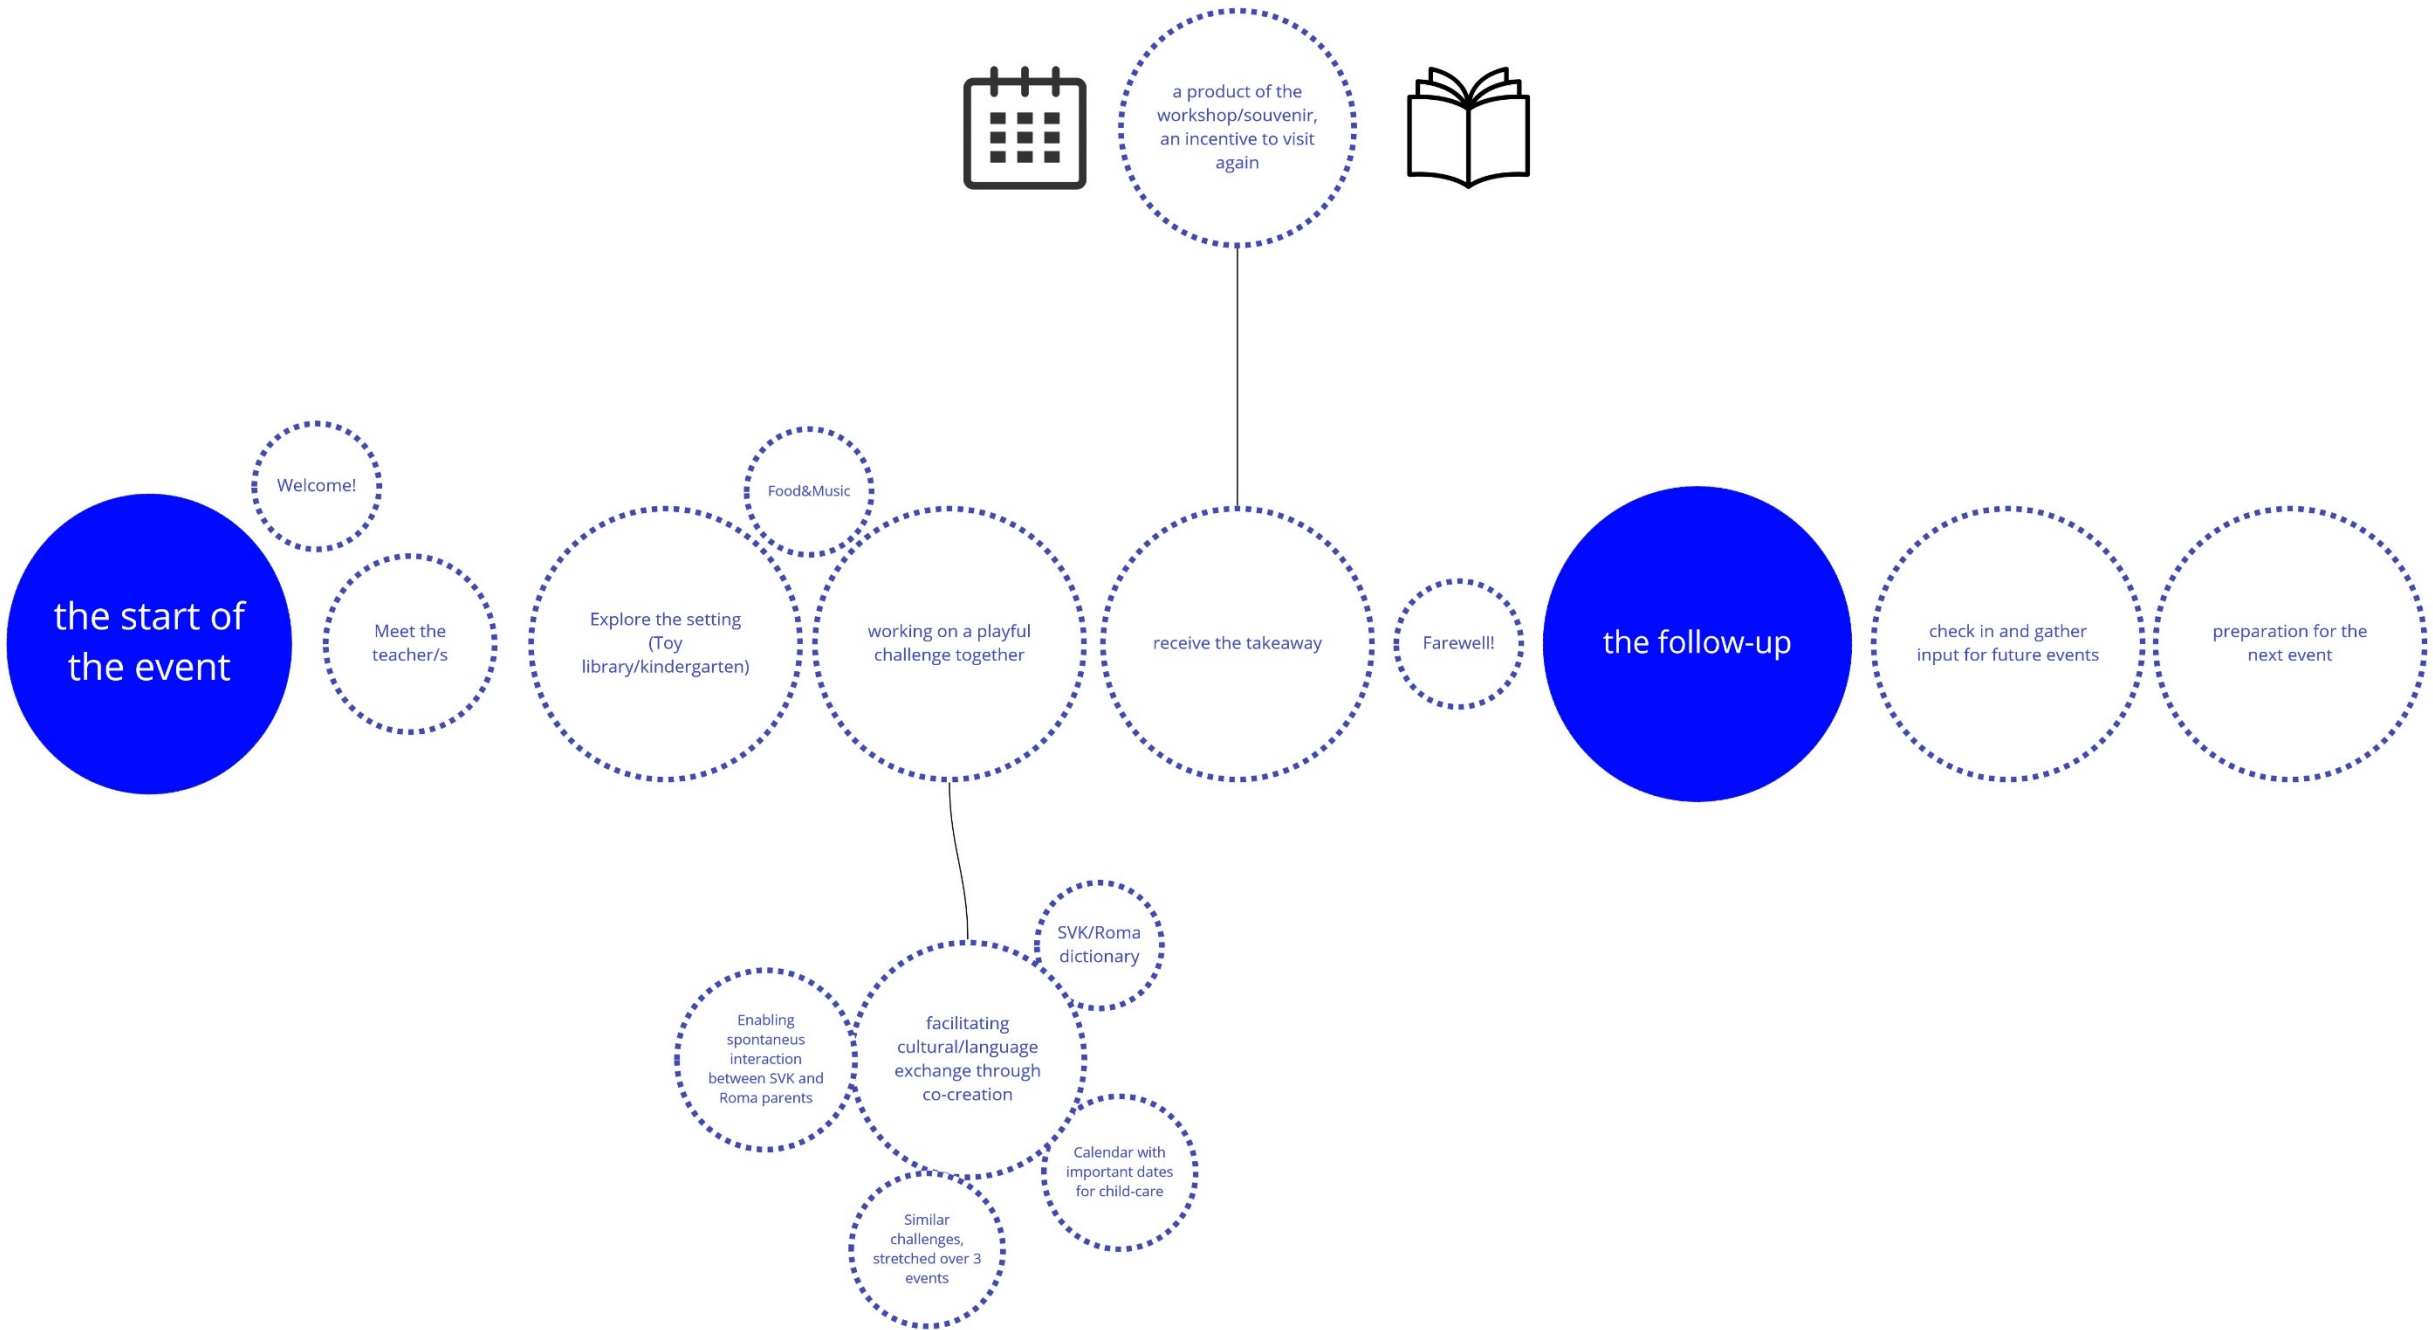 a product of the
workshop/souvenir,
an incentive to visit
again
Welcome!
Food&Music
the start of
the event
Meet the
teacher/s
Explore the setting
(Toy
library/kindergarten)
working on a playful
challenge together
receive the takeaway
Farewell!
the follow-up
check in and gather
input for future events
preparation for the
next event
SVK/Roma
dictionary
Enabling
spontaneus
interaction
between SVK and
Roma parents
facilitating
cultural/language
exchange through
co-creation
Calendar with
important dates
for child-care
Similar
challenges,
stretched over 3
events